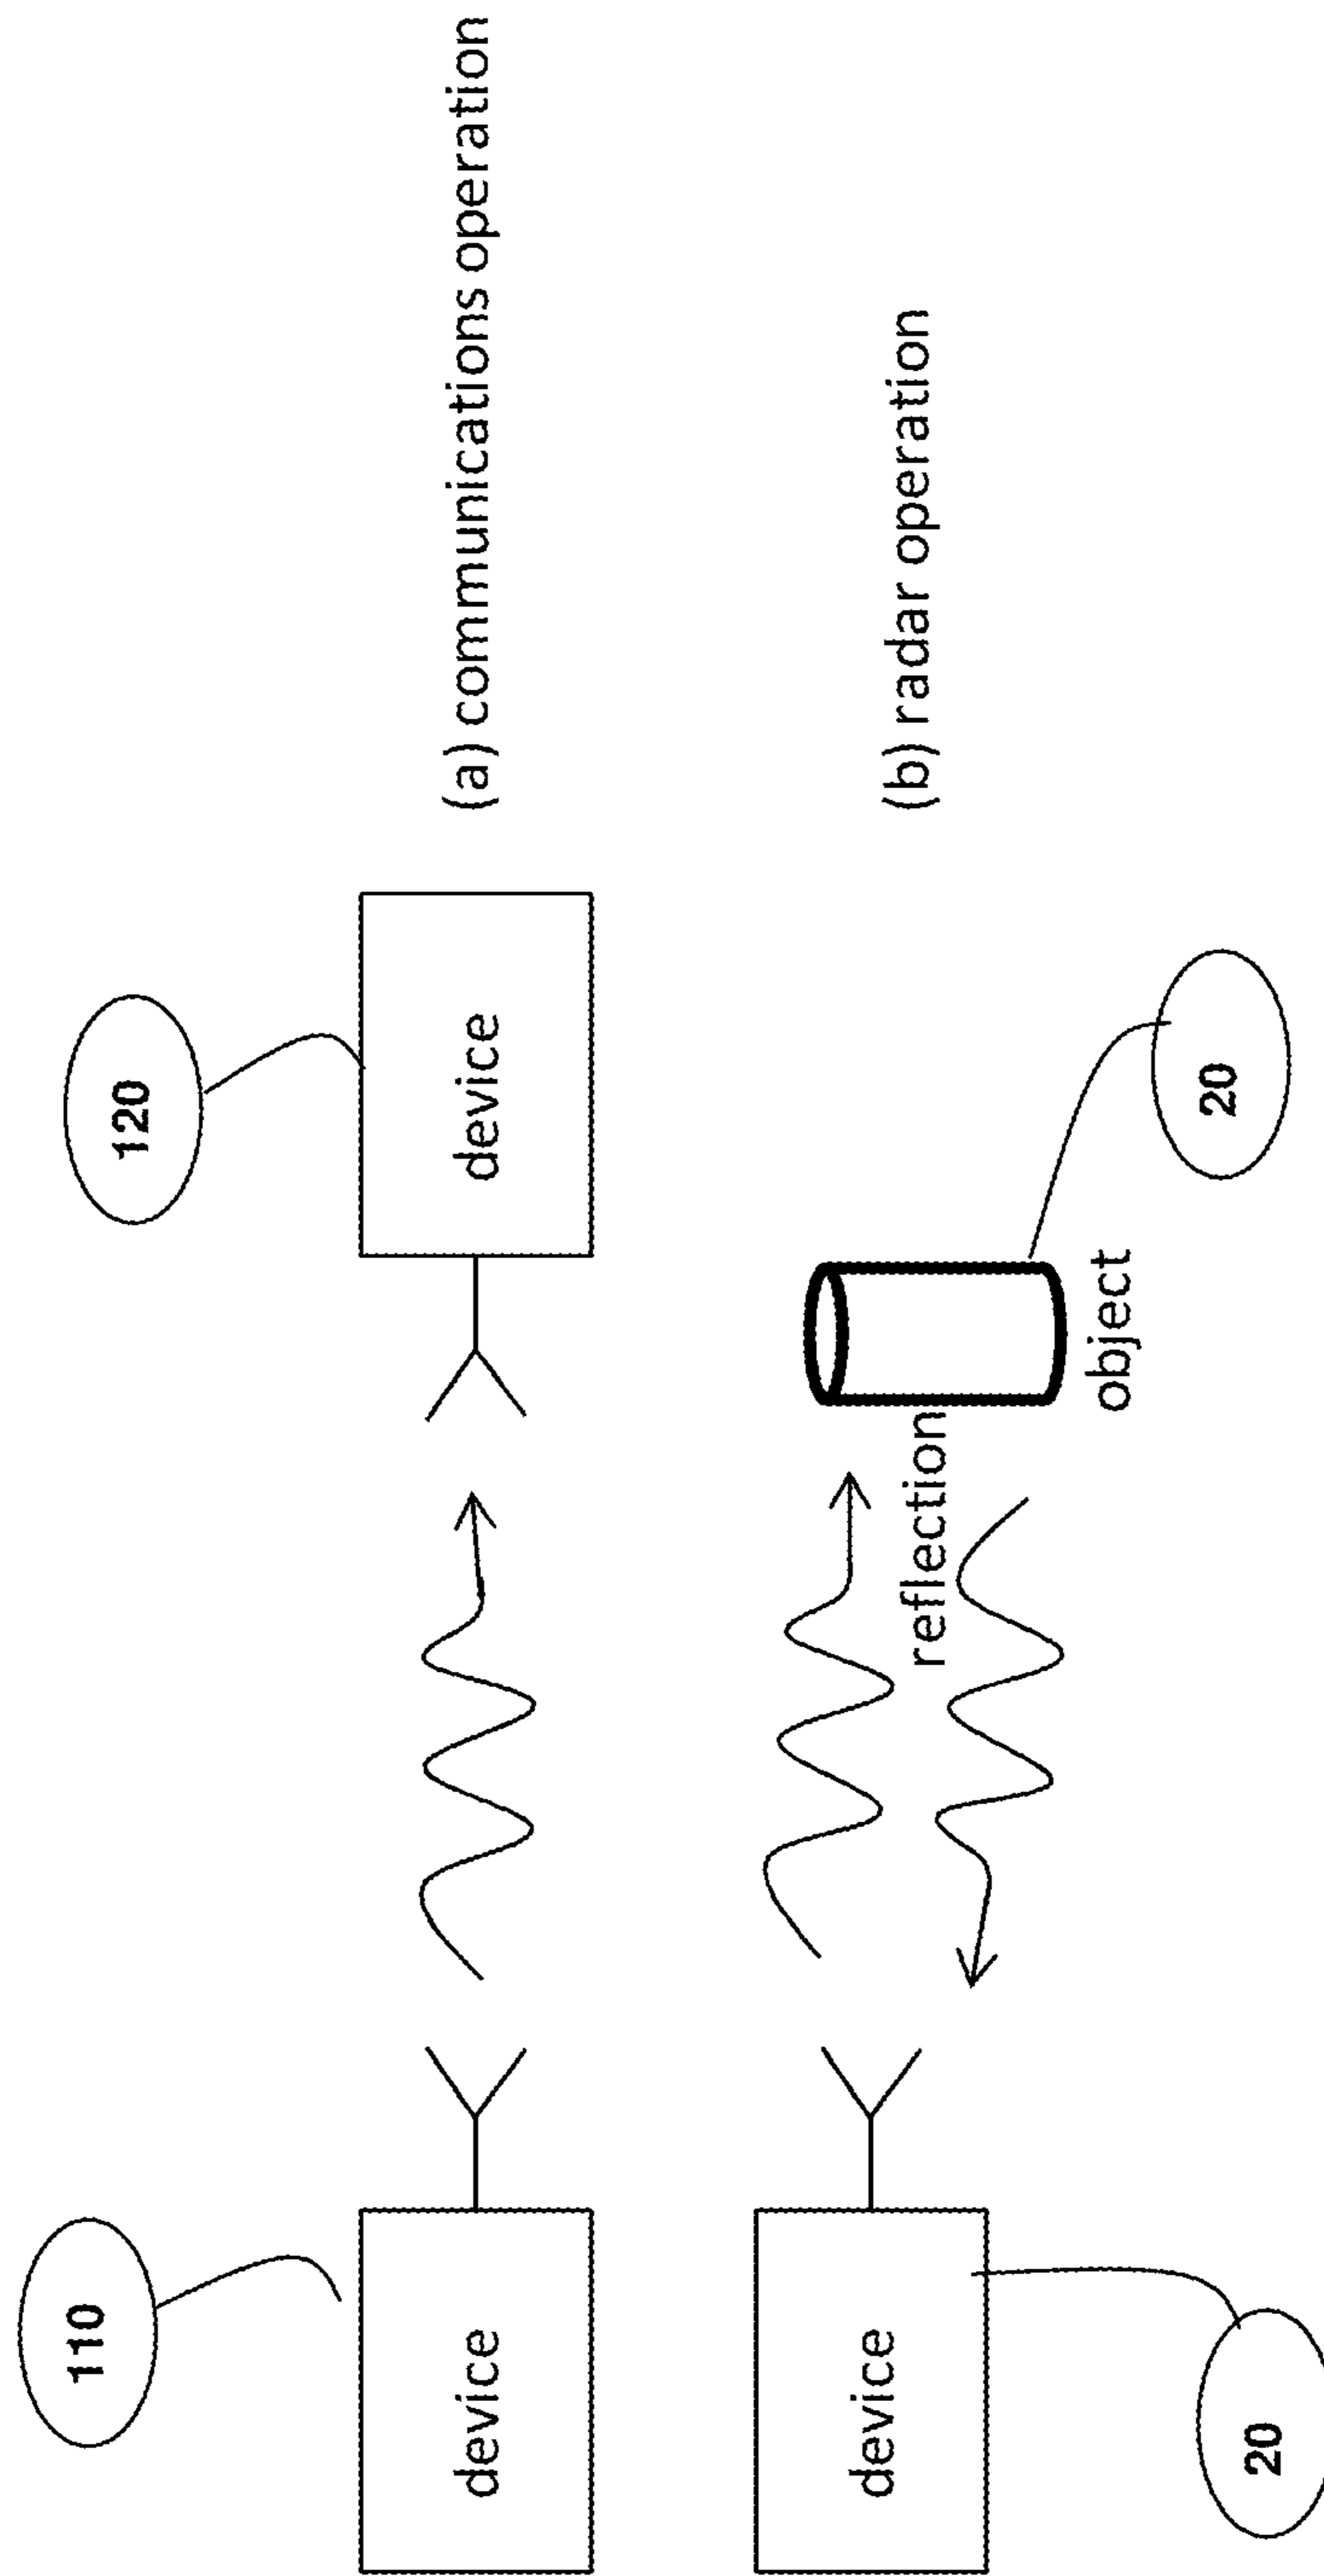 110
120
device
device
(a) communications operation
device
reflection
object
(b) radar operation
20
20